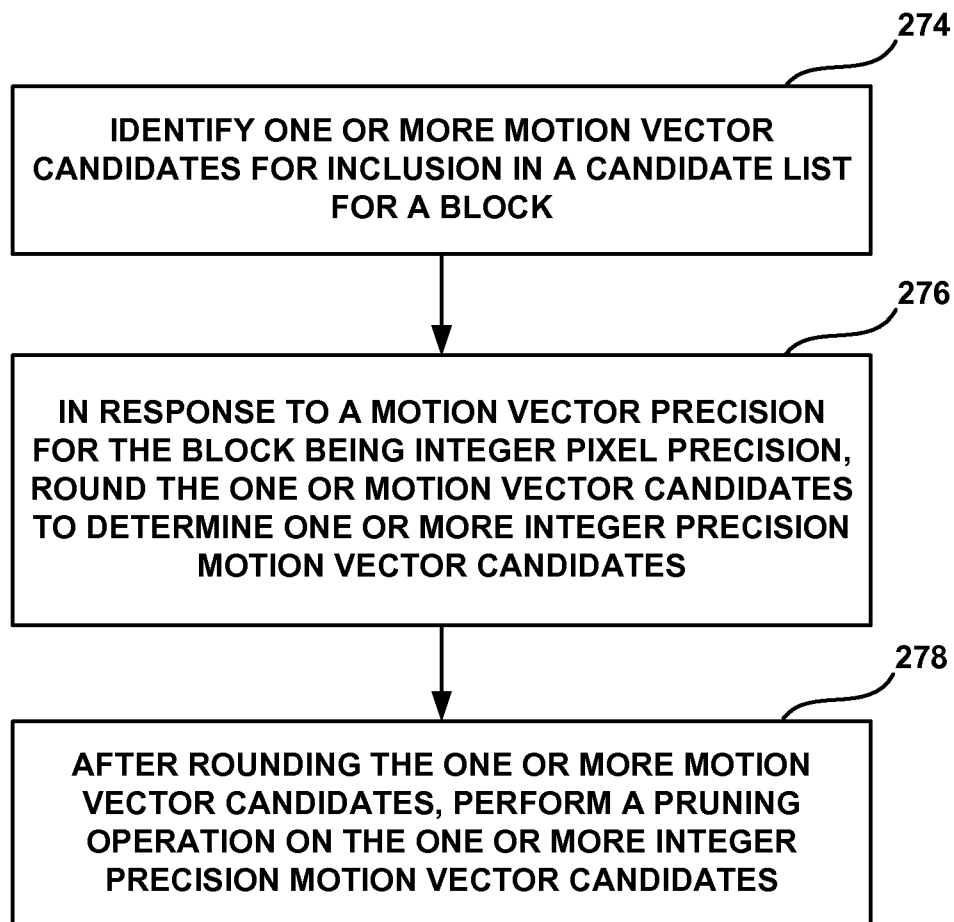 274
IDENTIFY ONE OR MORE MOTION VECTOR
CANDIDATES FOR INCLUSION IN A CANDIDATE LIST
FOR A BLOCK
276
IN RESPONSE TO A MOTION VECTOR PRECISION
FOR THE BLOCK BEING INTEGER PIXEL PRECISION,
ROUND THE ONE OR MOTION VECTOR CANDIDATES
TO DETERMINE ONE OR MORE INTEGER PRECISION
MOTION VECTOR CANDIDATES
278
AFTER ROUNDING THE ONE OR MORE MOTION
VECTOR CANDIDATES, PERFORM A PRUNING
OPERATION ON THE ONE OR MORE INTEGER
PRECISION MOTION VECTOR CANDIDATES